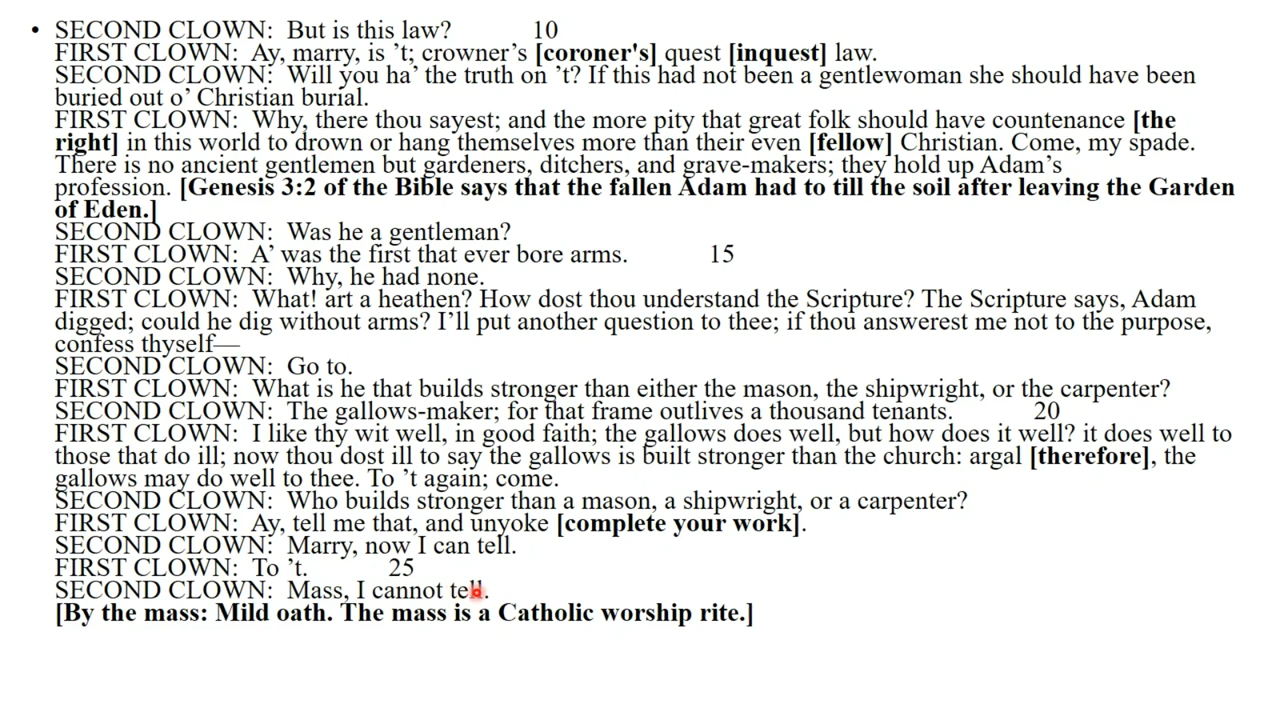 • SECOND CLOWN:  But is this law?  10
FIRST CLOWN:  Ay, marry, is ’t; crowner’s [coroner's] quest [inquest] law.
SECOND CLOWN:  Will you ha’ the truth on ’t? If this had not been a gentlewoman she should have been
buried out o’ Christian burial.
FIRST CLOWN:  Why, there thou sayest; and the more pity that great folk should have countenance [the
right] in this world to drown or hang themselves more than their even [fellow] Christian. Come, my spade.
There is no ancient gentlemen but gardeners, ditchers, and grave-makers; they hold up Adam’s
profession. [Genesis 3:2 of the Bible says that the fallen Adam had to till the soil after leaving the Garden
of Eden.]
SECOND CLOWN:  Was he a gentleman?
FIRST CLOWN:  A’ was the first that ever bore arms.  15
SECOND CLOWN:  Why, he had none.
FIRST CLOWN:  What! art a heathen? How dost thou understand the Scripture? The Scripture says, Adam
digged; could he dig without arms? I’ll put another question to thee; if thou answerest me not to the purpose,
confess thyself—
SECOND CLOWN:  Go to.
FIRST CLOWN:  What is he that builds stronger than either the mason, the shipwright, or the carpenter?
SECOND CLOWN:  The gallows-maker; for that frame outlives a thousand tenants.  20
FIRST CLOWN:  I like thy wit well, in good faith; the gallows does well, but how does it well? it does well to
those that do ill; now thou dost ill to say the gallows is built stronger than the church: argal [therefore], the
gallows may do well to thee. To ’t again; come.
SECOND CLOWN:  Who builds stronger than a mason, a shipwright, or a carpenter?
FIRST CLOWN:  Ay, tell me that, and unyoke [complete your work].
SECOND CLOWN:  Marry, now I can tell.
FIRST CLOWN:  To ’t.  25
SECOND CLOWN:  Mass, I cannot tell.
[By the mass: Mild oath. The mass is a Catholic worship rite.]